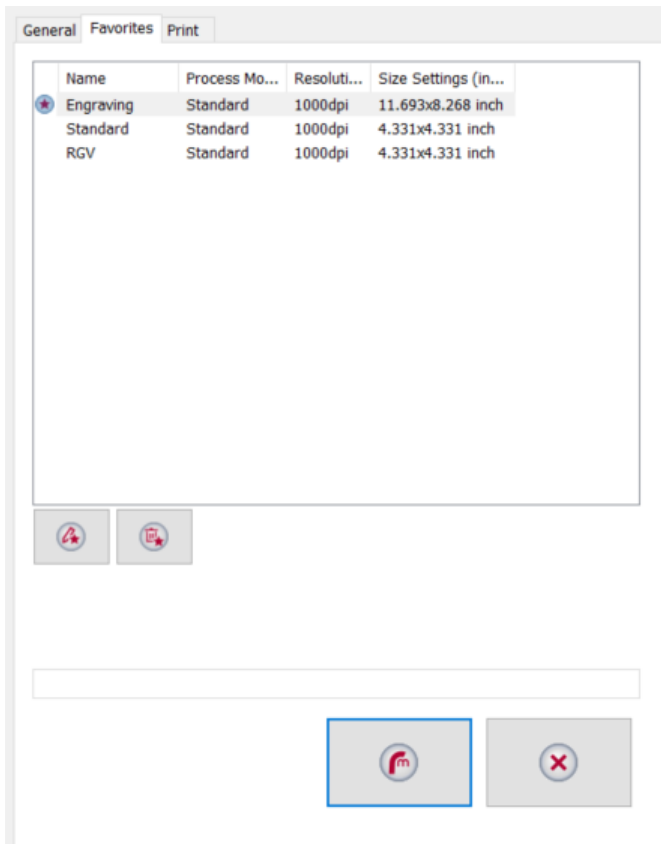 General Favorites Print
Name Process Mo... Resoluti... Size Settings (in...
Engraving Standard 1000dpi 11.693x8.268 inch
Standard Standard 1000dpi 4.331x4.331 inch
RGV Standard 1000dpi 4.331x4.331 inch
m